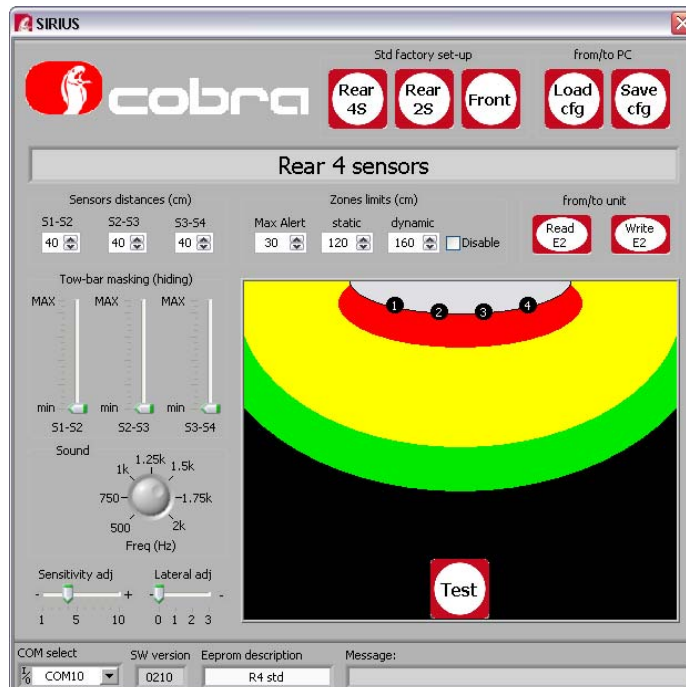 SIRIUS
Std factory set-up from/to PC
cobra
Rear 4S Rear 2S Front Load cfg Save cfg
Rear 4 sensors
Sensors distances (cm) Zones limits (cm) from/to unit
S1-S2 S2-S3 S3-S4 Max Alert static dynamic
40 40 40 30 120 160 Disable
Read E2 Write E2
Tow-bar masking (hiding)
MAX MAX MAX
1 2 3 4
min min min
S1-S2 S2-S3 S3-S4
Sound
1.25k
1k 1.5k
750 1.75k
500 2k
Freq (Hz)
Sensitivity adj Lateral adj
- + - -
1 5 10 0 1 2 3
Test
COM select SW version Eeprom description Message:
I/0 COM10 0210 R4 std